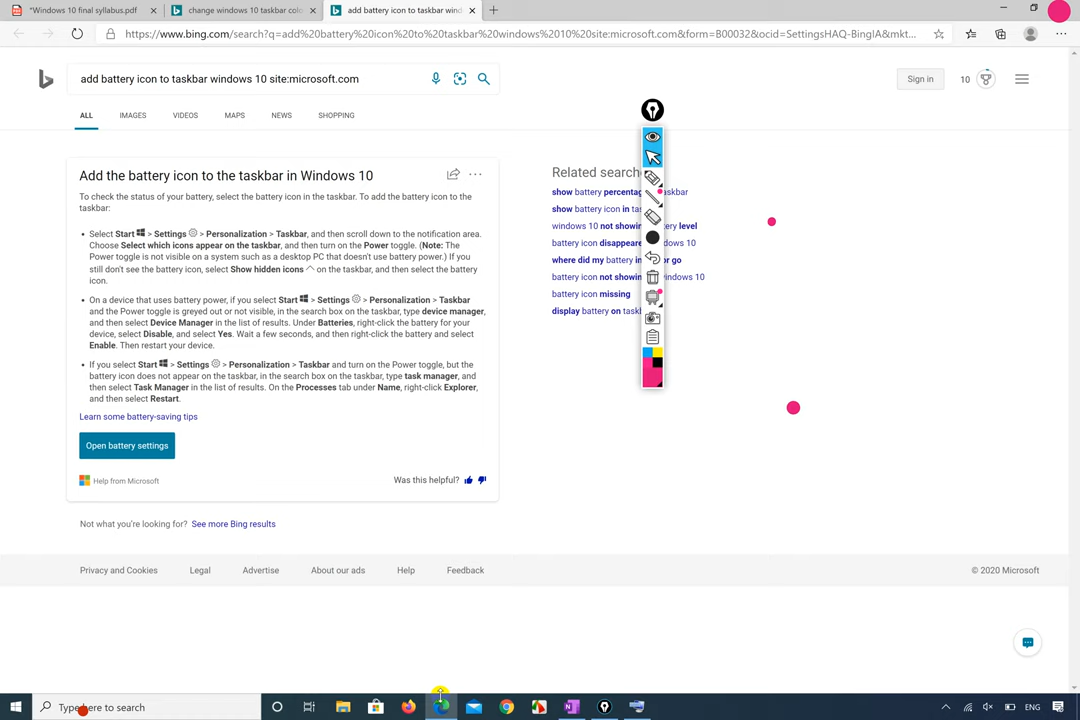 *Windows 10 final syllabus.pdf
change windows 10 taskbar colo
add battery icon to taskbar wind
https://www.bing.com/search?q=add%20battery%20icon%20to%20taskbar%20windows%2010%20site:microsoft.com&form=B00032&ocid=SettingsHAQ-BingIA&mkt...
add battery icon to taskbar windows 10 site:microsoft.com
Sign in
10
ALL
IMAGES
VIDEOS
MAPS
NEWS
SHOPPING
Add the battery icon to the taskbar in Windows 10
To check the status of your battery, select the battery icon in the taskbar. To add the battery icon to the
taskbar:
• Select Start > Settings > Personalization > Taskbar, and then scroll down to the notification area.
Choose Select which icons appear on the taskbar, and then turn on the Power toggle. (Note: The
Power toggle is not visible on a system such as a desktop PC that doesn't use battery power.) If you
still don't see the battery icon, select Show hidden icons on the taskbar, and then select the battery
icon.
• On a device that uses battery power, if you select Start > Settings > Personalization > Taskbar
and the Power toggle is greyed out or not visible, in the search box on the taskbar, type device manager,
and then select Device Manager in the list of results. Under Batteries, right-click the battery for your
device, select Disable, and select Yes. Wait a few seconds, and then right-click the battery and select
Enable. Then restart your device.
• If you select Start > Settings > Personalization > Taskbar and turn on the Power toggle, but the
battery icon does not appear on the taskbar, in the search box on the taskbar, type task manager, and
then select Task Manager in the list of results. On the Processes tab under Name, right-click Explorer,
and then select Restart.
Learn some battery-saving tips
Open battery settings
Help from Microsoft
Was this helpful?
Not what you're looking for? See more Bing results
Related searche
show battery percentag askbar
show battery icon in tas
windows 10 not showin ery level
battery icon disappeare ndows 10
where did my battery in or go
battery icon not showin windows 10
battery icon missing
display battery on taskb
Privacy and Cookies
Legal
Advertise
About our ads
Help
Feedback
© 2020 Microsoft
Type here to search
ENG